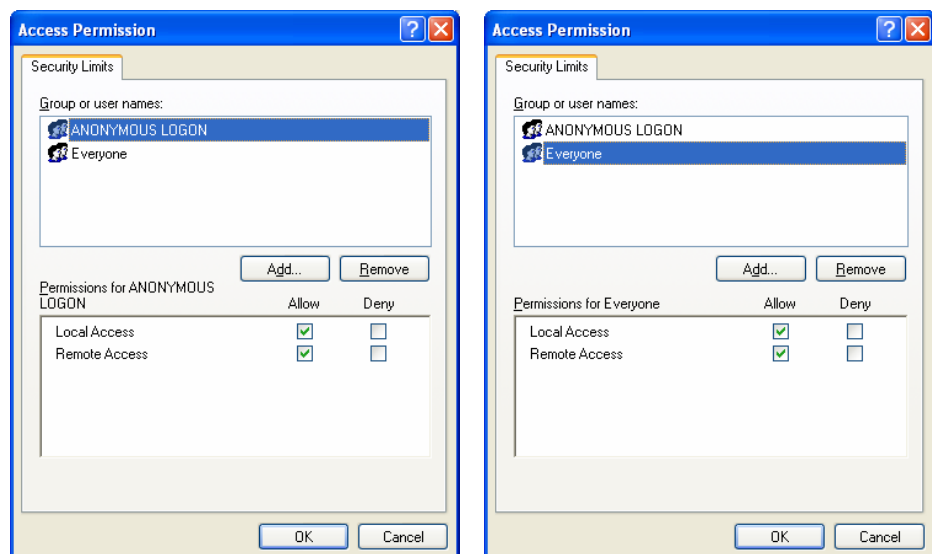 Access Permission
Security Limits
Group or user names:
ANONYMOUS LOGON
Everyone
Add...
Remove
Permissions for ANONYMOUS
LOGON
Allow
Deny
Local Access
Remote Access
OK
Cancel
Access Permission
Security Limits
Group or user names:
ANONYMOUS LOGON
Everyone
Add...
Remove
Permissions for Everyone
Allow
Deny
Local Access
Remote Access
OK
Cancel